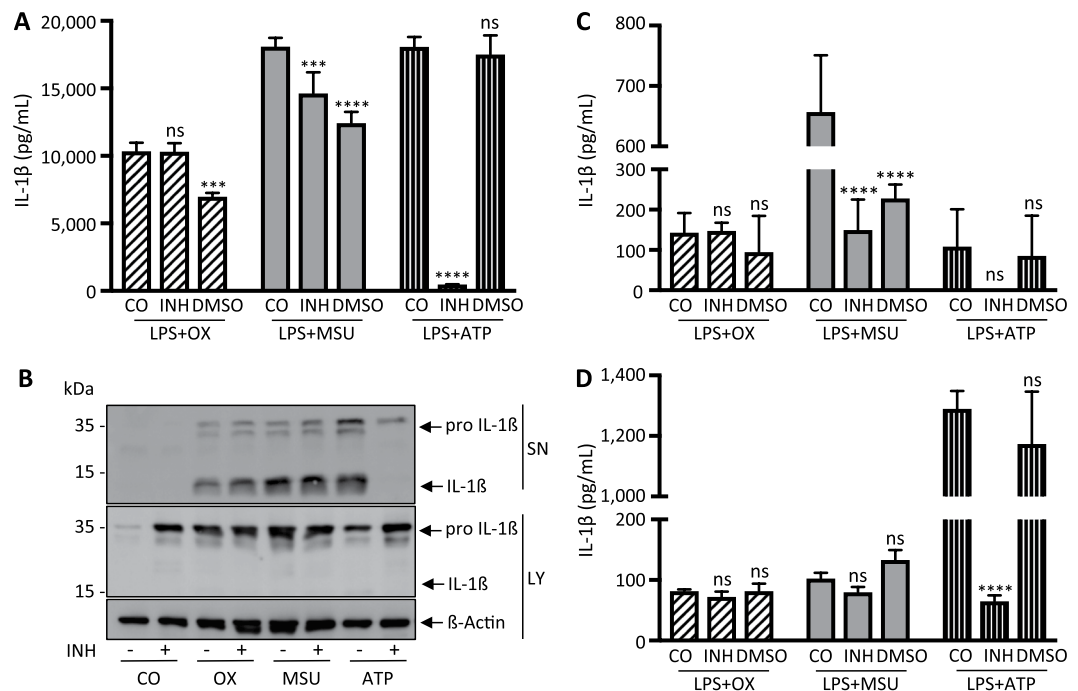 A
20,000
15,000
10,000
5,000
0
IL-1β (pg/mL)
ns
***
***
****
****
ns
CO INH DMSO CO INH DMSO CO INH DMSO
LPS+OX LPS+MSU LPS+ATP
C
800
700
600
300
200
100
0
IL-1β (pg/mL)
ns
ns
****
****
ns
ns
CO INH DMSO CO INH DMSO CO INH DMSO
LPS+OX LPS+MSU LPS+ATP
B
kDa
35 -
15 -
pro IL-1ß
IL-1ß
SN
35 -
15 -
pro IL-1ß
IL-1ß
LY
ß-Actin
INH - + - + - + - +
CO OX MSU ATP
D
1,400
1,200
1,000
200
100
0
IL-1β (pg/mL)
ns
ns
ns
ns
****
ns
CO INH DMSO CO INH DMSO CO INH DMSO
LPS+OX LPS+MSU LPS+ATP